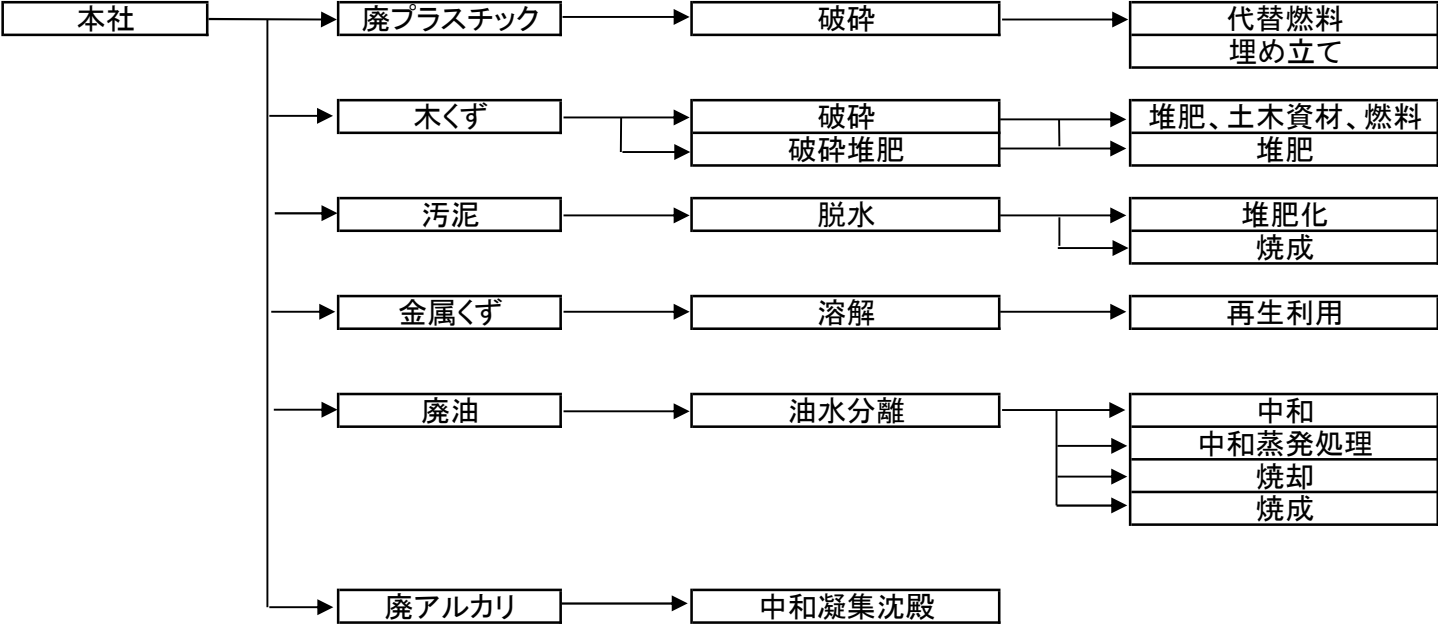 本社
廃プラスチック
破砕
代替燃料
埋め立て
木くず
破砕
堆肥、土木資材、燃料
破砕堆肥
堆肥
汚泥
脱水
堆肥化
焼成
金属くず
溶解
再生利用
廃油
油水分離
中和
中和蒸発処理
焼却
焼成
廃アルカリ
中和凝集沈殿